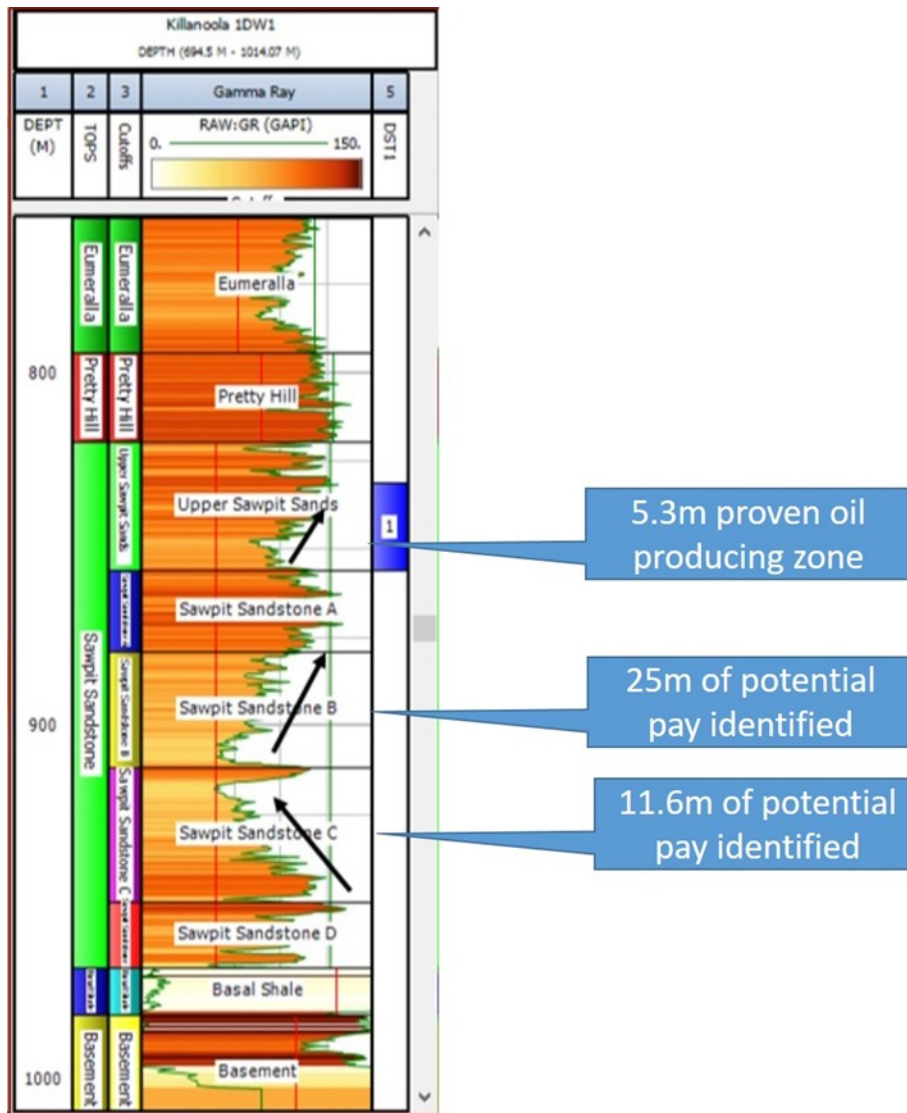 Killanoola 1DW1
DEPTH (694.5 M - 1014.07 M)
1 2 3 Gamma Ray 5
DEPT
(M)
TOPS
Cutoffs
RAW:GR (GAPI)
0. 150.
DST1
Eumeralla
Eumeralla
Eumeralla
800
Pretty Hill
Pretty Hill
Pretty Hill
Sawpit Sandstone
Upper Sawpit Sands
Upper Sawpit Sands
1
5.3m proven oil
producing zone
Sawpit Sandstone A
900
Sawpit Sandstone B
Sawpit Sandstone B
25m of potential
pay identified
Sawpit Sandstone C
Sawpit Sandstone C
11.6m of potential
pay identified
Sawpit Sandstone D
Basal Shale
1000
Basement
Basement
Basement